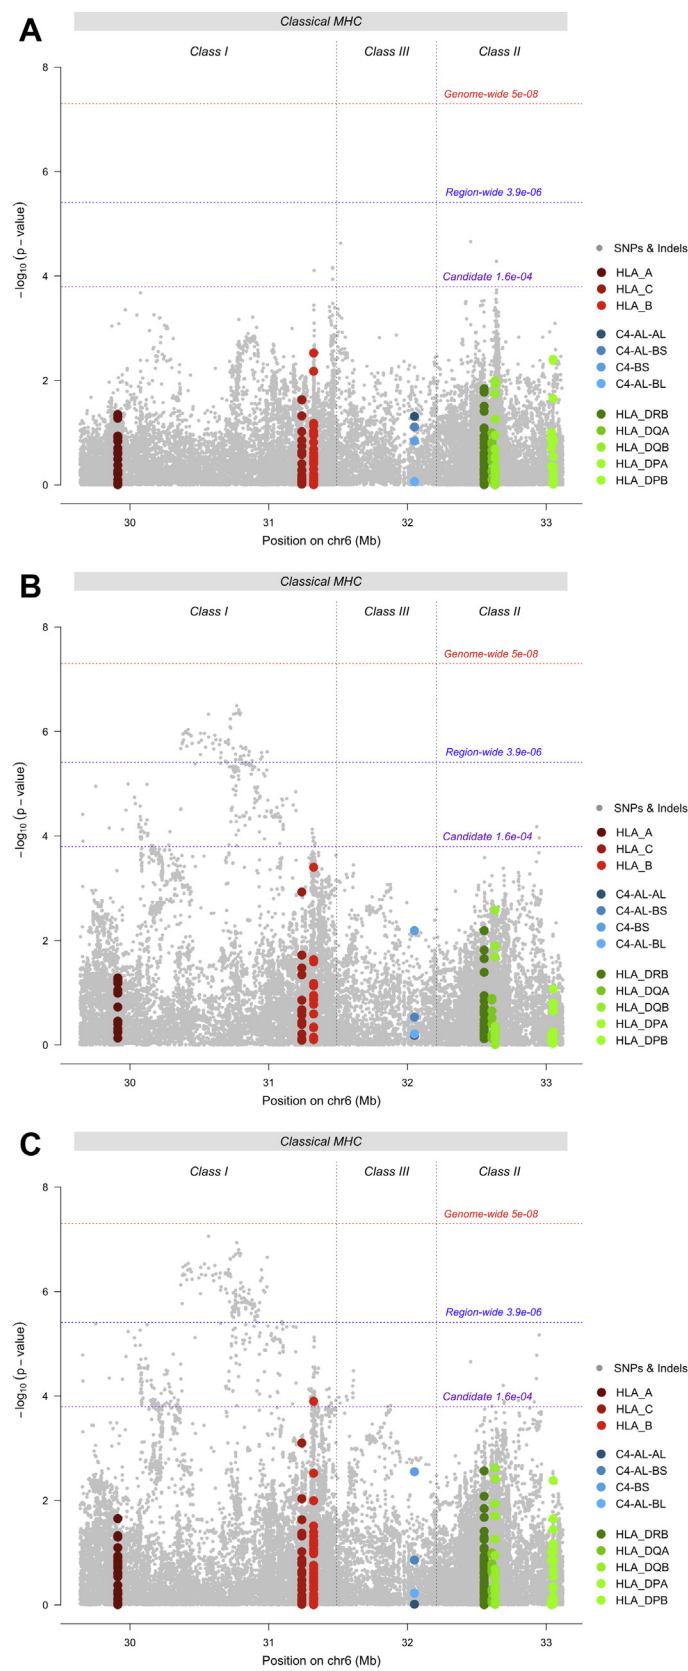 A
Classical MHC
Class I Class III Class II
8
Genome-wide 5e-08
6
Region-wide 3.9e-06
− log10 (p − value)
4
Candidate 1.6e-04
2
0
30 31 32 33
Position on chr6 (Mb)
SNPs & Indels
HLA_A
HLA_C
HLA_B
C4-AL-AL
C4-AL-BS
C4-BS
C4-AL-BL
HLA_DRB
HLA_DQA
HLA_DQB
HLA_DPA
HLA_DPB
B
Classical MHC
Class I Class III Class II
8
Genome-wide 5e-08
6
Region-wide 3.9e-06
− log10 (p − value)
4
Candidate 1.6e-04
2
0
30 31 32 33
Position on chr6 (Mb)
SNPs & Indels
HLA_A
HLA_C
HLA_B
C4-AL-AL
C4-AL-BS
C4-BS
C4-AL-BL
HLA_DRB
HLA_DQA
HLA_DQB
HLA_DPA
HLA_DPB
C
Classical MHC
Class I Class III Class II
8
Genome-wide 5e-08
6
Region-wide 3.9e-06
− log10 (p − value)
4
Candidate 1.6e-04
2
0
30 31 32 33
Position on chr6 (Mb)
SNPs & Indels
HLA_A
HLA_C
HLA_B
C4-AL-AL
C4-AL-BS
C4-BS
C4-AL-BL
HLA_DRB
HLA_DQA
HLA_DQB
HLA_DPA
HLA_DPB